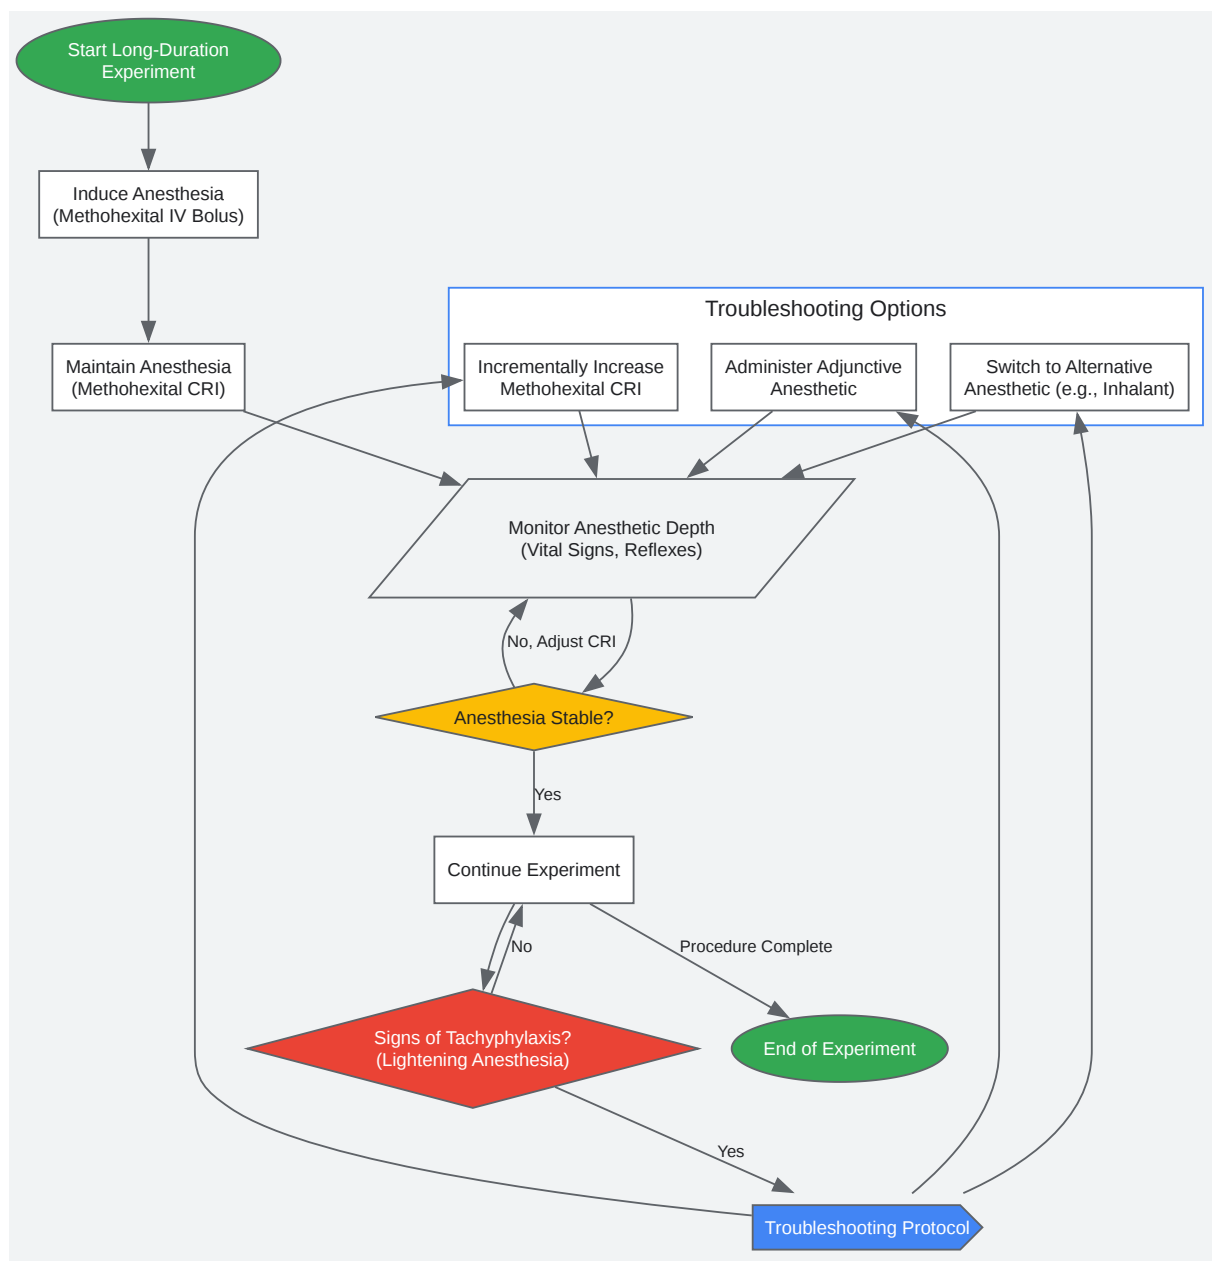 Start Long-Duration
Experiment
Induce Anesthesia
(Methohexital IV Bolus)
Maintain Anesthesia
(Methohexital CRI)
Troubleshooting Options
Incrementally Increase
Methohexital CRI
Administer Adjunctive
Anesthetic
Switch to Alternative
Anesthetic (e.g., Inhalant)
Monitor Anesthetic Depth
(Vital Signs, Reflexes)
No, Adjust CRI
Anesthesia Stable?
Yes
Continue Experiment
No
Procedure Complete
Signs of Tachyphylaxis?
(Lightening Anesthesia)
End of Experiment
Yes
Troubleshooting Protocol